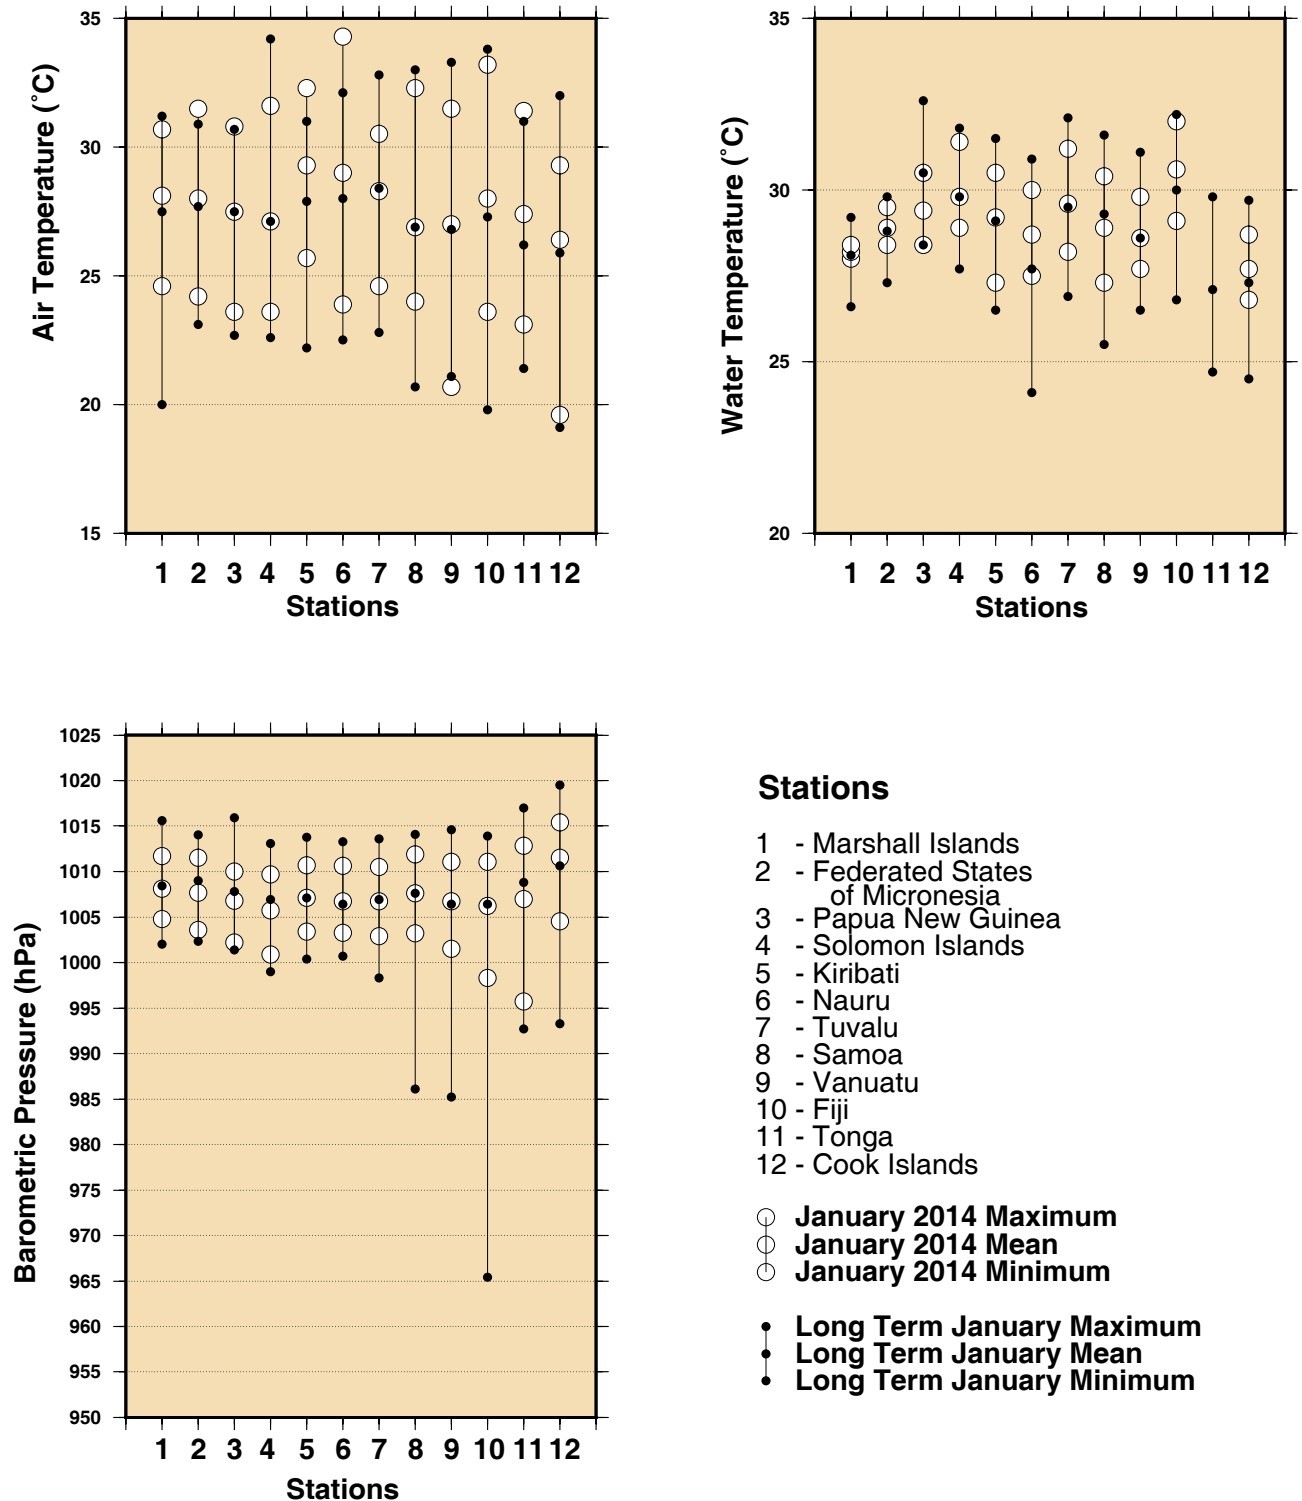 35
30
25
20
15
Air Temperature (˚C)
1 2 3 4 5 6 7 8 9 10 11 12
Stations
35
30
25
20
Water Temperature (˚C)
1 2 3 4 5 6 7 8 9 10 11 12
Stations
1025
1020
1015
1010
1005
1000
995
990
985
980
975
970
965
960
955
950
Barometric Pressure (hPa)
1 2 3 4 5 6 7 8 9 10 11 12
Stations
Stations
1 - Marshall Islands
2 - Federated States
of Micronesia
3 - Papua New Guinea
4 - Solomon Islands
5 - Kiribati
6 - Nauru
7 - Tuvalu
8 - Samoa
9 - Vanuatu
10 - Fiji
11 - Tonga
12 - Cook Islands
January 2014 Maximum
January 2014 Mean
January 2014 Minimum
Long Term January Maximum
Long Term January Mean
Long Term January Minimum